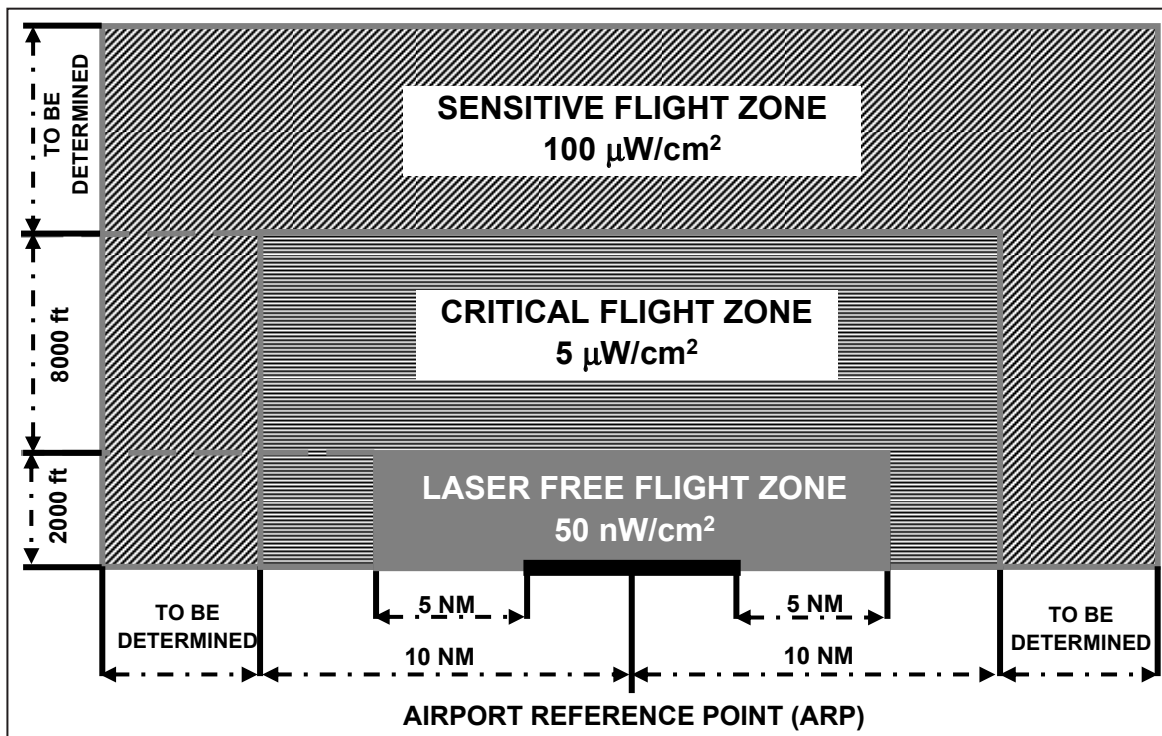 SENSITIVE FLIGHT ZONE
100 μW/cm²
TO BE
DETERMINED
CRITICAL FLIGHT ZONE
5 μW/cm²
8000 ft
LASER FREE FLIGHT ZONE
50 nW/cm²
2000 ft
5 NM
5 NM
TO BE
DETERMINED
TO BE
DETERMINED
10 NM
10 NM
AIRPORT REFERENCE POINT (ARP)